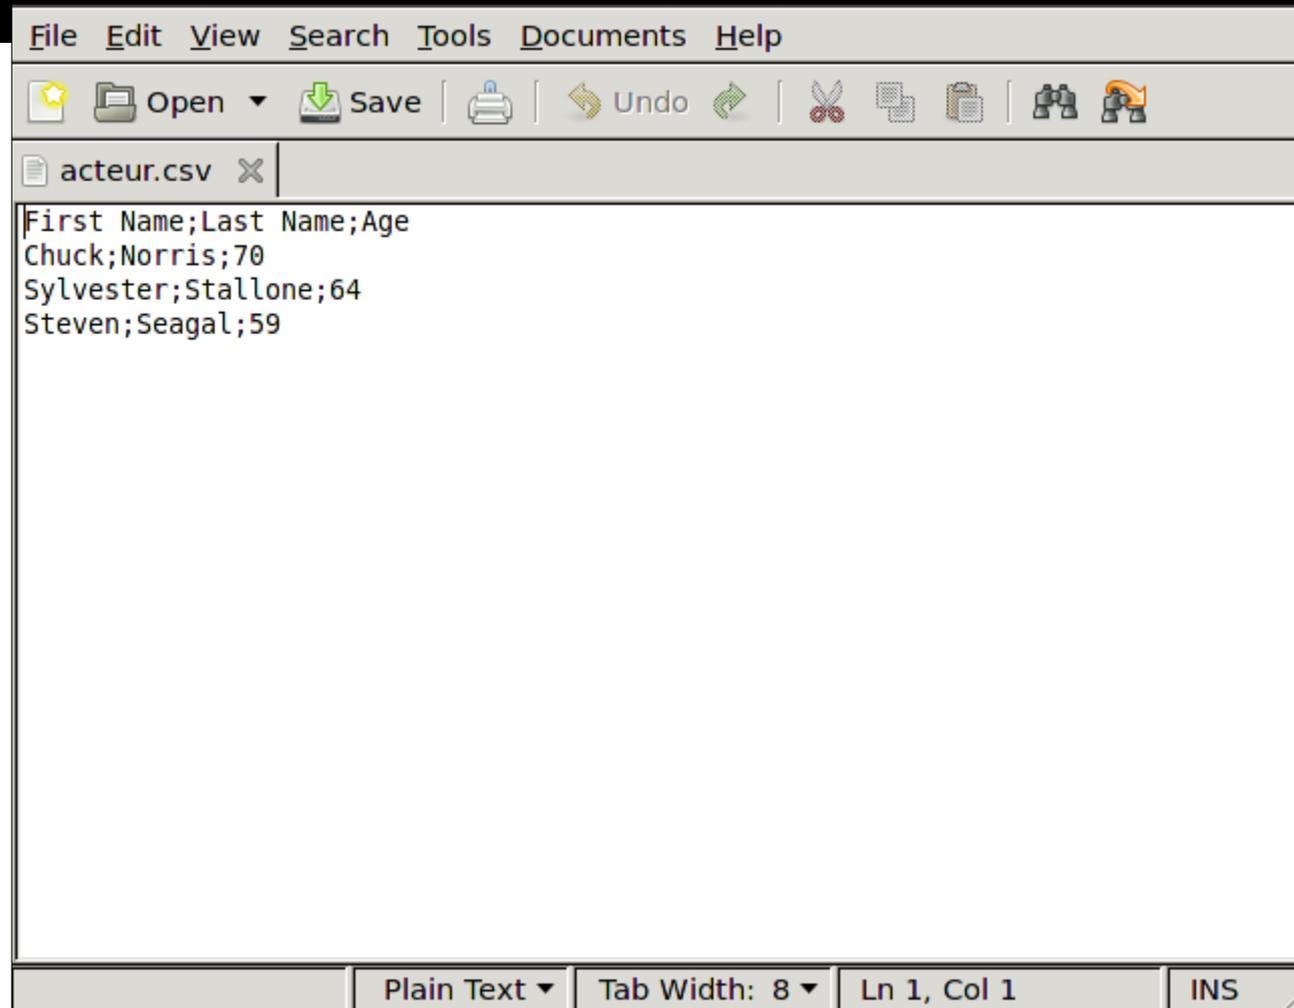 File Edit View Search Tools Documents Help
Open Save Undo
acteur.csv
First Name;Last Name;Age
Chuck;Norris;70
Sylvester;Stallone;64
Steven;Seagal;59
Plain Text Tab Width: 8 Ln 1, Col 1 INS